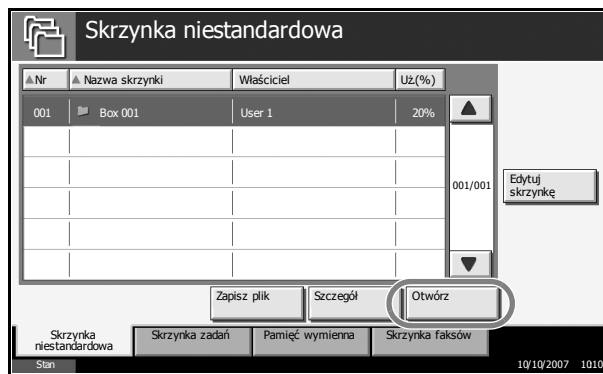 Skrzynka niestandardowa
Nr Nazwa skrzynki Właściciel Uż.(%)
001 Box 001 User 1 20%
001/001
Edytuj
skrzynkę
Zapisz plik Szczegół Otwórz
Skrzynka
niestandardowa
Skrzynka zadań Pamięć wymienna Skrzynka faksów
Stan 10/10/2007 1010